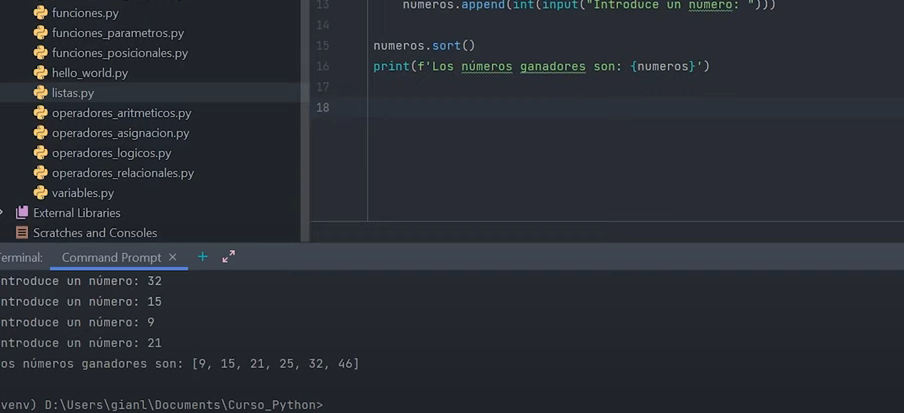 funciones.py
funciones_parametros.py
funciones_posicionales.py
hello_world.py
listas.py
operadores_aritmeticos.py
operadores_asignacion.py
operadores_logicos.py
operadores_relacionales.py
variables.py
External Libraries
Scratches and Consoles
13 numeros.append(int(input("Introduce un número: ")))
14
15 numeros.sort()
16 print(f'Los números ganadores son: {numeros}')
17
18
erminal: Command Prompt × +
ntroduce un número: 32
ntroduce un número: 15
ntroduce un número: 9
ntroduce un número: 21
os números ganadores son: [9, 15, 21, 25, 32, 46]
venv) D:\Users\gianl\Documents\Curso_Python>